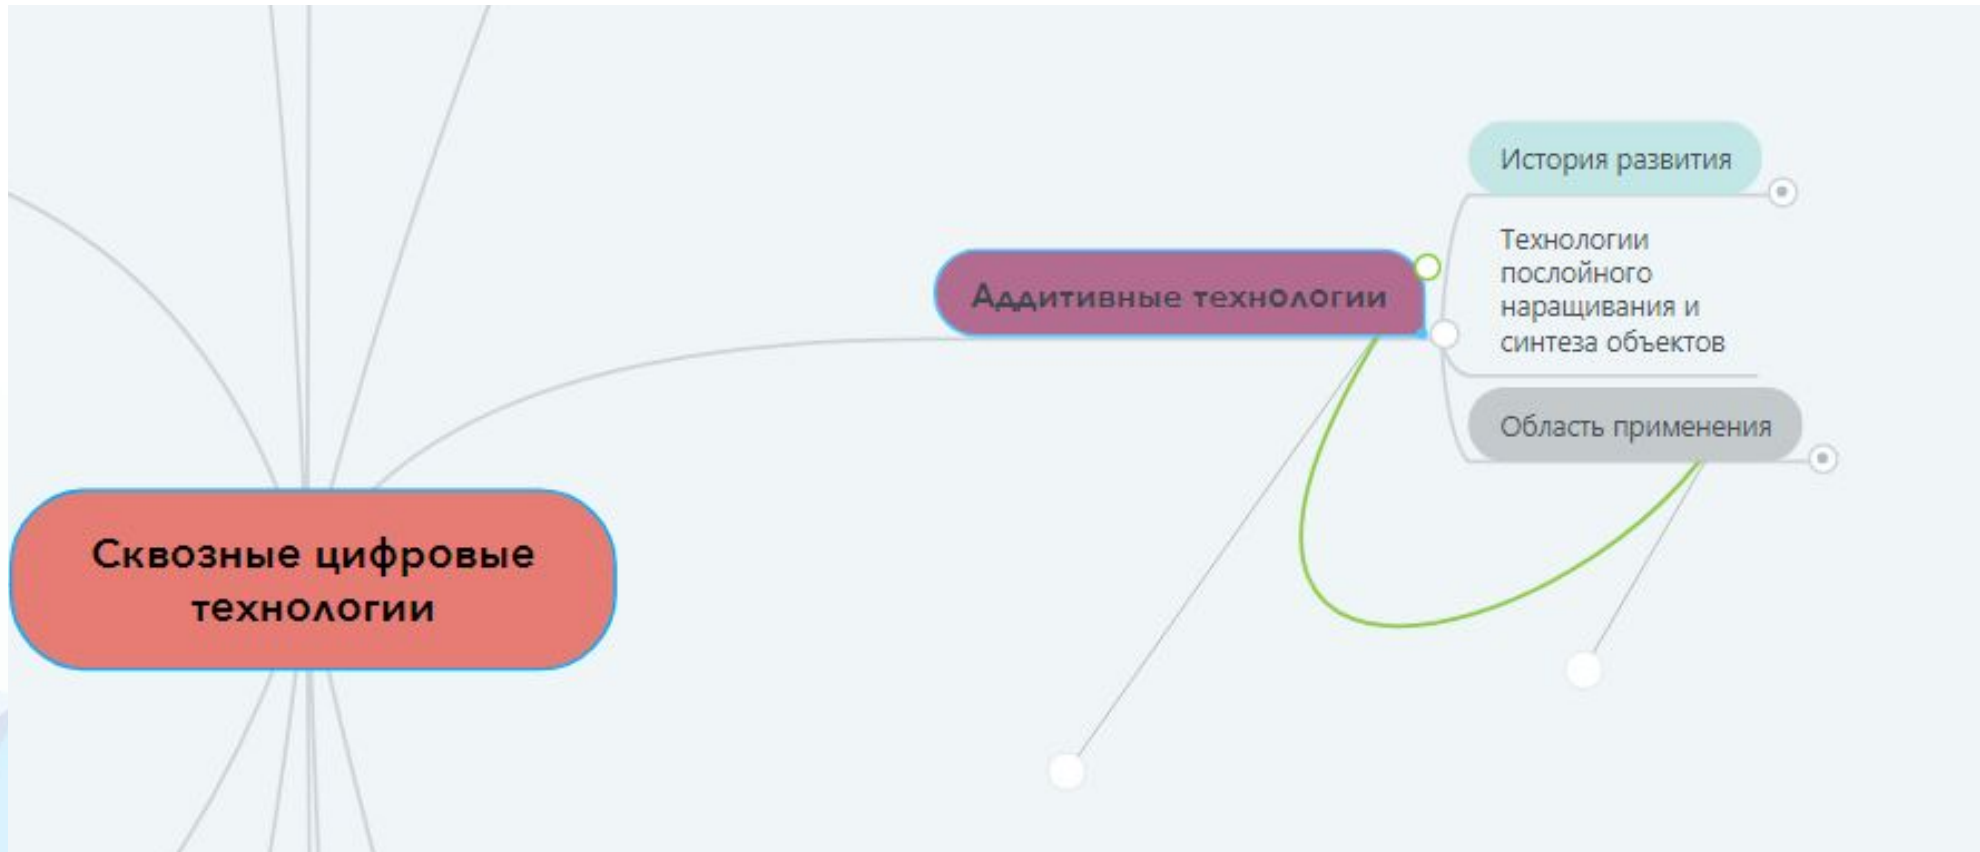 История развития
Технологии
послойного
наращивания и
синтеза объектов
Аддитивные технологии
Область применения
Сквозные цифровые
технологии